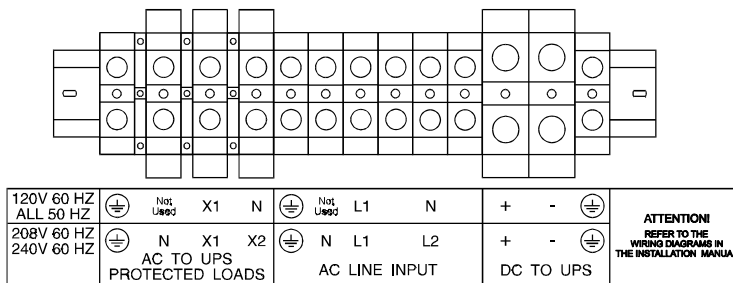 120V 60 HZ
ALL 50 HZ
Not Used X1 N Not Used L1 N + -
208V 60 HZ
240V 60 HZ
N X1 X2 N L1 L2 + -
AC TO UPS
PROTECTED LOADS
AC LINE INPUT
DC TO UPS
ATTENTION!
REFER TO THE
WIRING DIAGRAMS IN
THE INSTALLATION MANUA